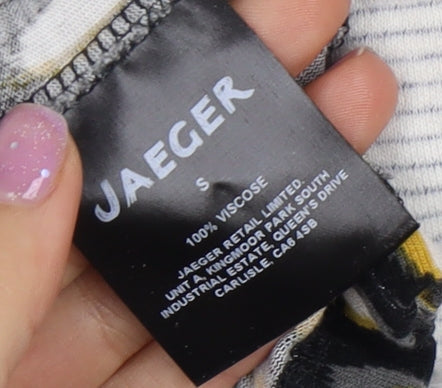 JAEGER
S
100% VISCOSE
JAEGER RETAIL LIMITED.
UNIT A, KINGMOOR PARK SOUTH
INDUSTRIAL ESTATE, QUEEN'S DRIVE
CARLISLE, CA6 4SB